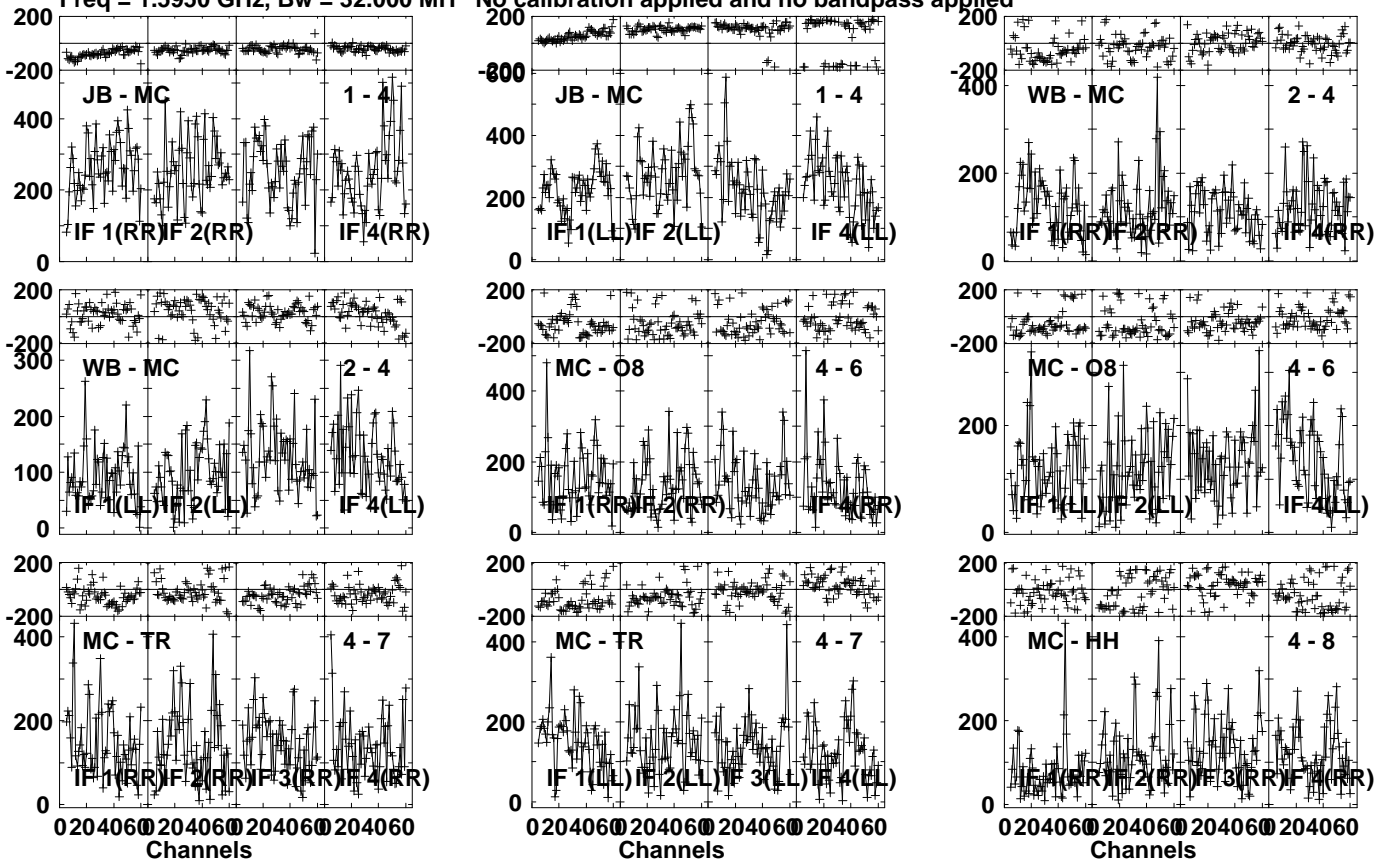 Freq = 1.5950 GHz, Bw = 32.000 MH No calibration applied and no bandpass applied
200
-200
JB - MC 1 - 4
400
200
0
IF 1(RR) IF 2(RR) IF 4(RR)
200
-200
600
JB - MC 1 - 4
400
200
0
IF 1(LL) IF 2(LL) IF 4(LL)
200
-200
400
WB - MC 2 - 4
200
0
IF 1(RR) IF 2(RR) IF 4(RR)
200
-200
300
WB - MC 2 - 4
200
100
0
IF 1(LL) IF 2(LL) IF 4(LL)
200
-200
MC - O8 4 - 6
400
200
0
IF 1(RR) IF 2(RR) IF 4(RR)
200
-200
MC - O8 4 - 6
200
0
IF 1(LL) IF 2(LL) IF 4(LL)
200
-200
400
MC - TR 4 - 7
200
0
IF 1(RR) IF 2(RR) IF 3(RR) IF 4(RR)
0 20 40 60 0 20 40 60 0 20 40 60 0 20 40 60
Channels
200
-200
MC - TR 4 - 7
400
200
0
IF 1(LL) IF 2(LL) IF 3(LL) IF 4(LL)
0 20 40 60 0 20 40 60 0 20 40 60 0 20 40 60
Channels
200
-200
400
MC - HH 4 - 8
200
0
IF 1(RR) IF 2(RR) IF 3(RR) IF 4(RR)
0 20 40 60 0 20 40 60 0 20 40 60 0 20 40 60
Channels